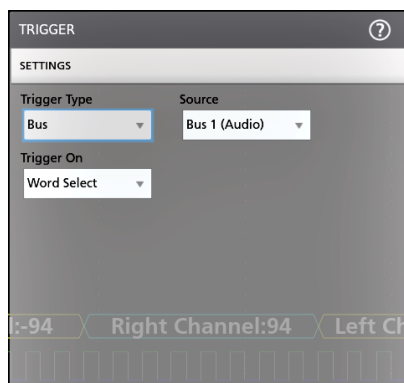 TRIGGER ?
SETTINGS
Trigger Type Source
Bus Bus 1 (Audio)
Trigger On
Word Select
:-94 Right Channel:94 Left Ch